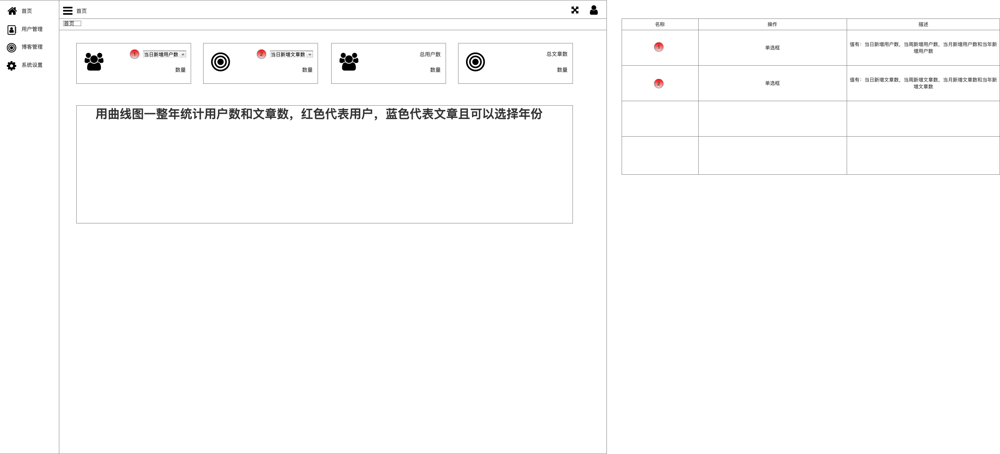 首页
用户管理
博客管理
系统设置
首页
首页
1
当日新增用户数
数量
2
当日新增文章数
数量
总用户数
数量
总文章数
数量
用曲线图一整年统计用户数和文章数，红色代表用户，蓝色代表文章且可以选择年份
名称 操作 描述
1
单选框
值有：当日新增用户数，当周新增用户数，当月新增用户数和当年新
增用户数
2
单选框
值有：当日新增文章数，当周新增文章数，当月新增文章数和当年新
增文章数